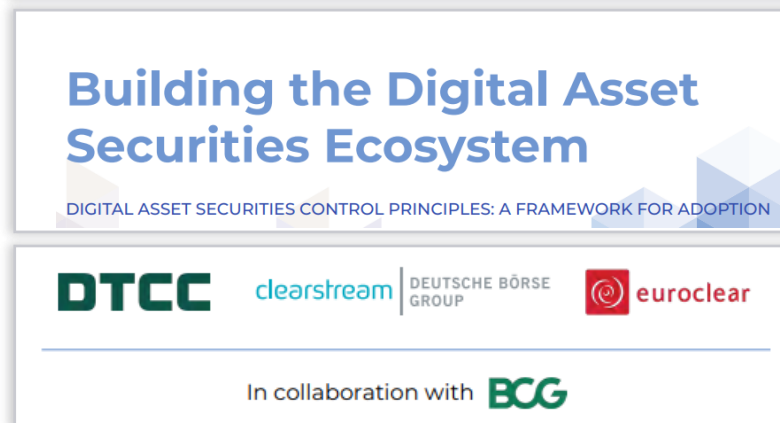 Building the Digital Asset
Securities Ecosystem
DIGITAL ASSET SECURITIES CONTROL PRINCIPLES: A FRAMEWORK FOR ADOPTION
DTCC
clearstream
DEUTSCHE BÖRSE
GROUP
euroclear
In collaboration with BCG